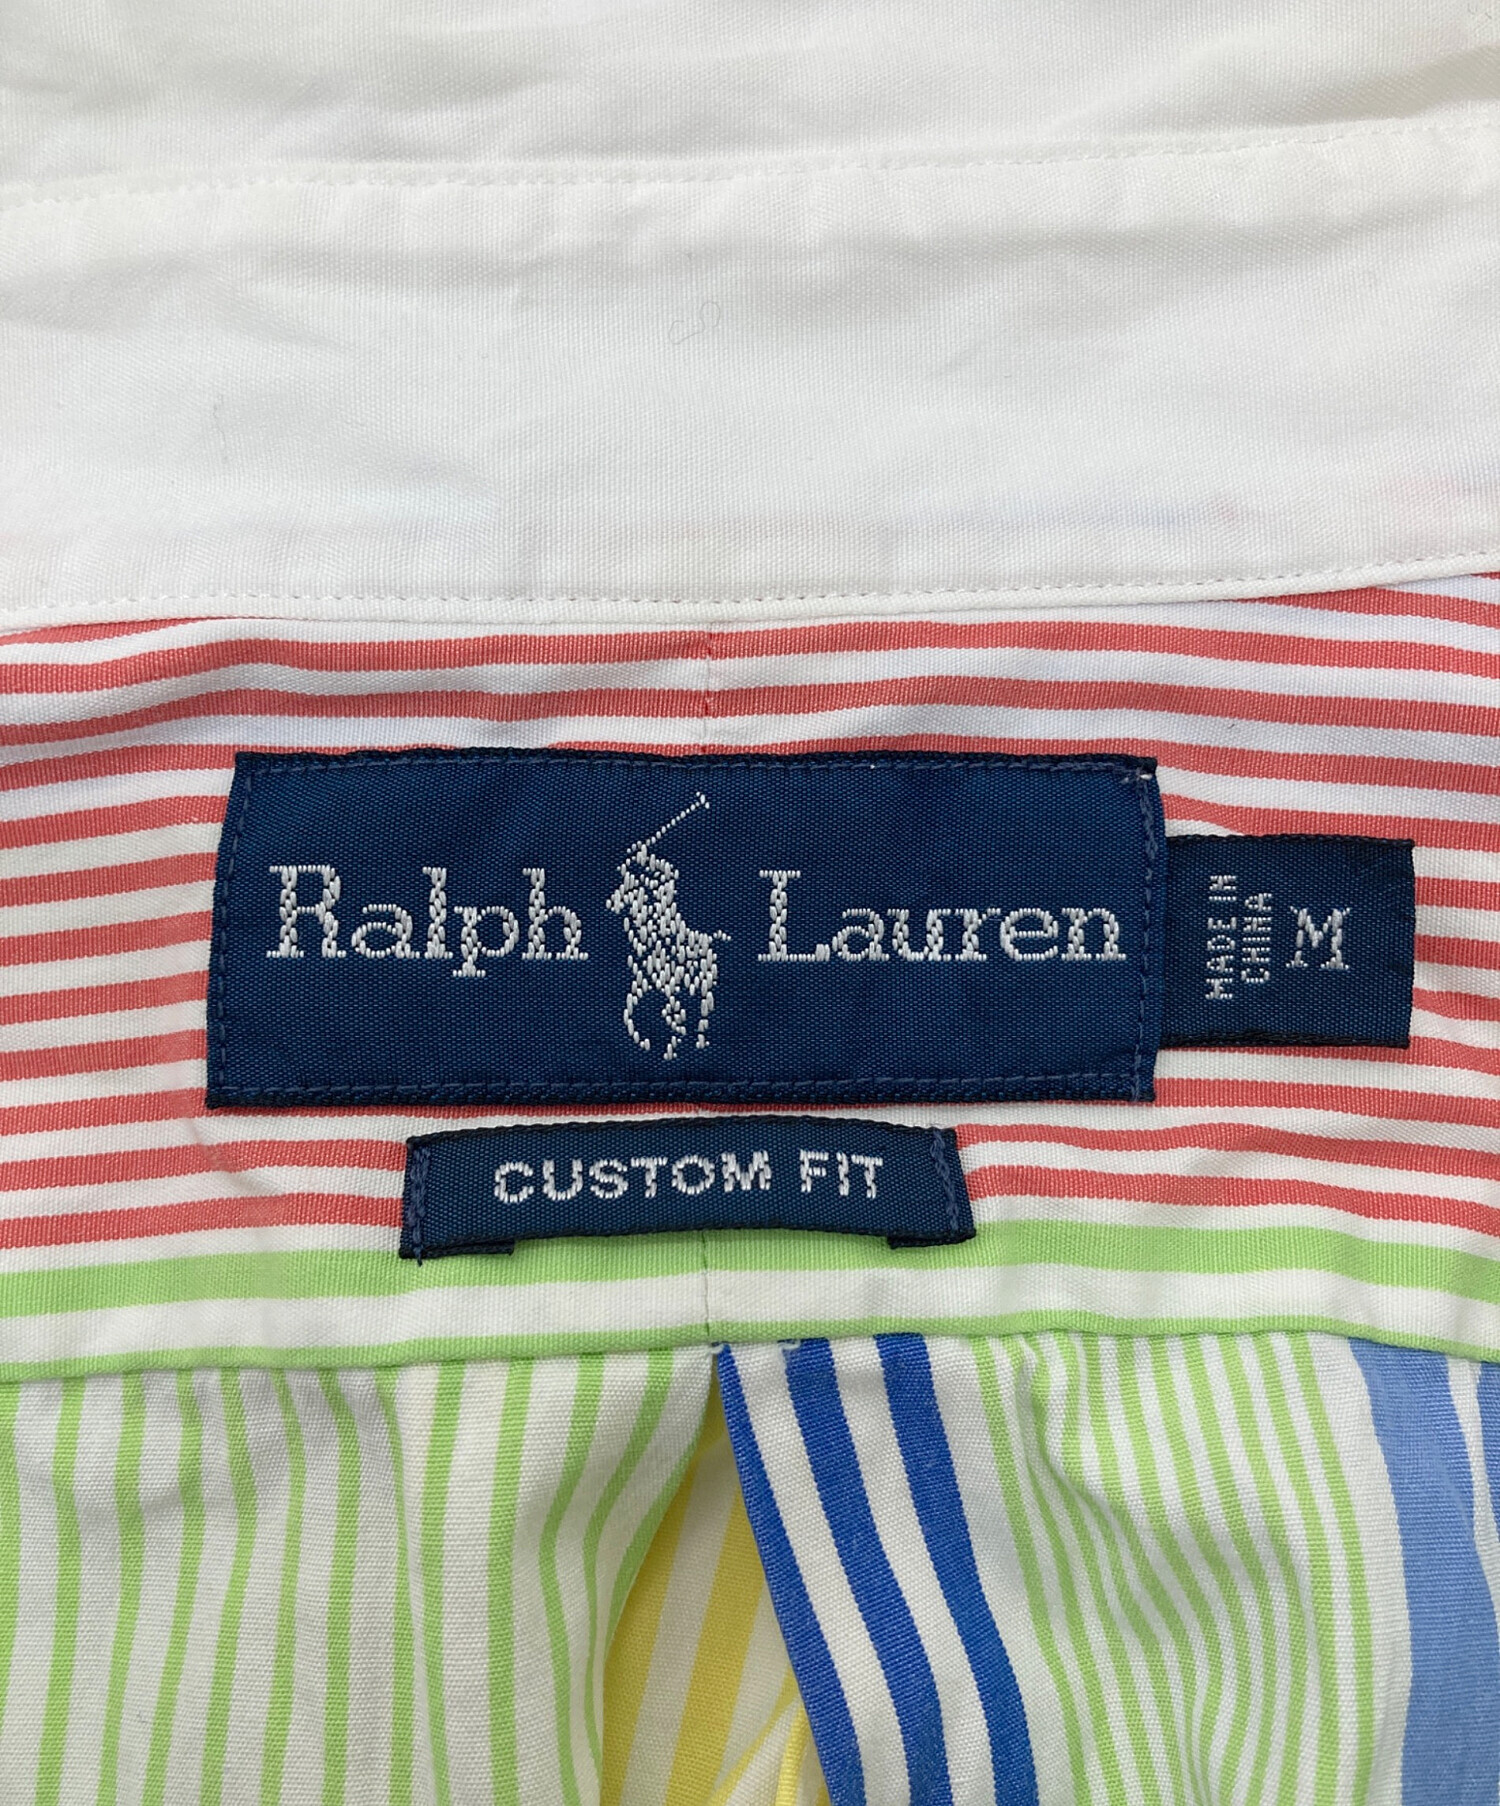 Ralph Lauren
MADE IN
CHINA
M
CUSTOM FIT